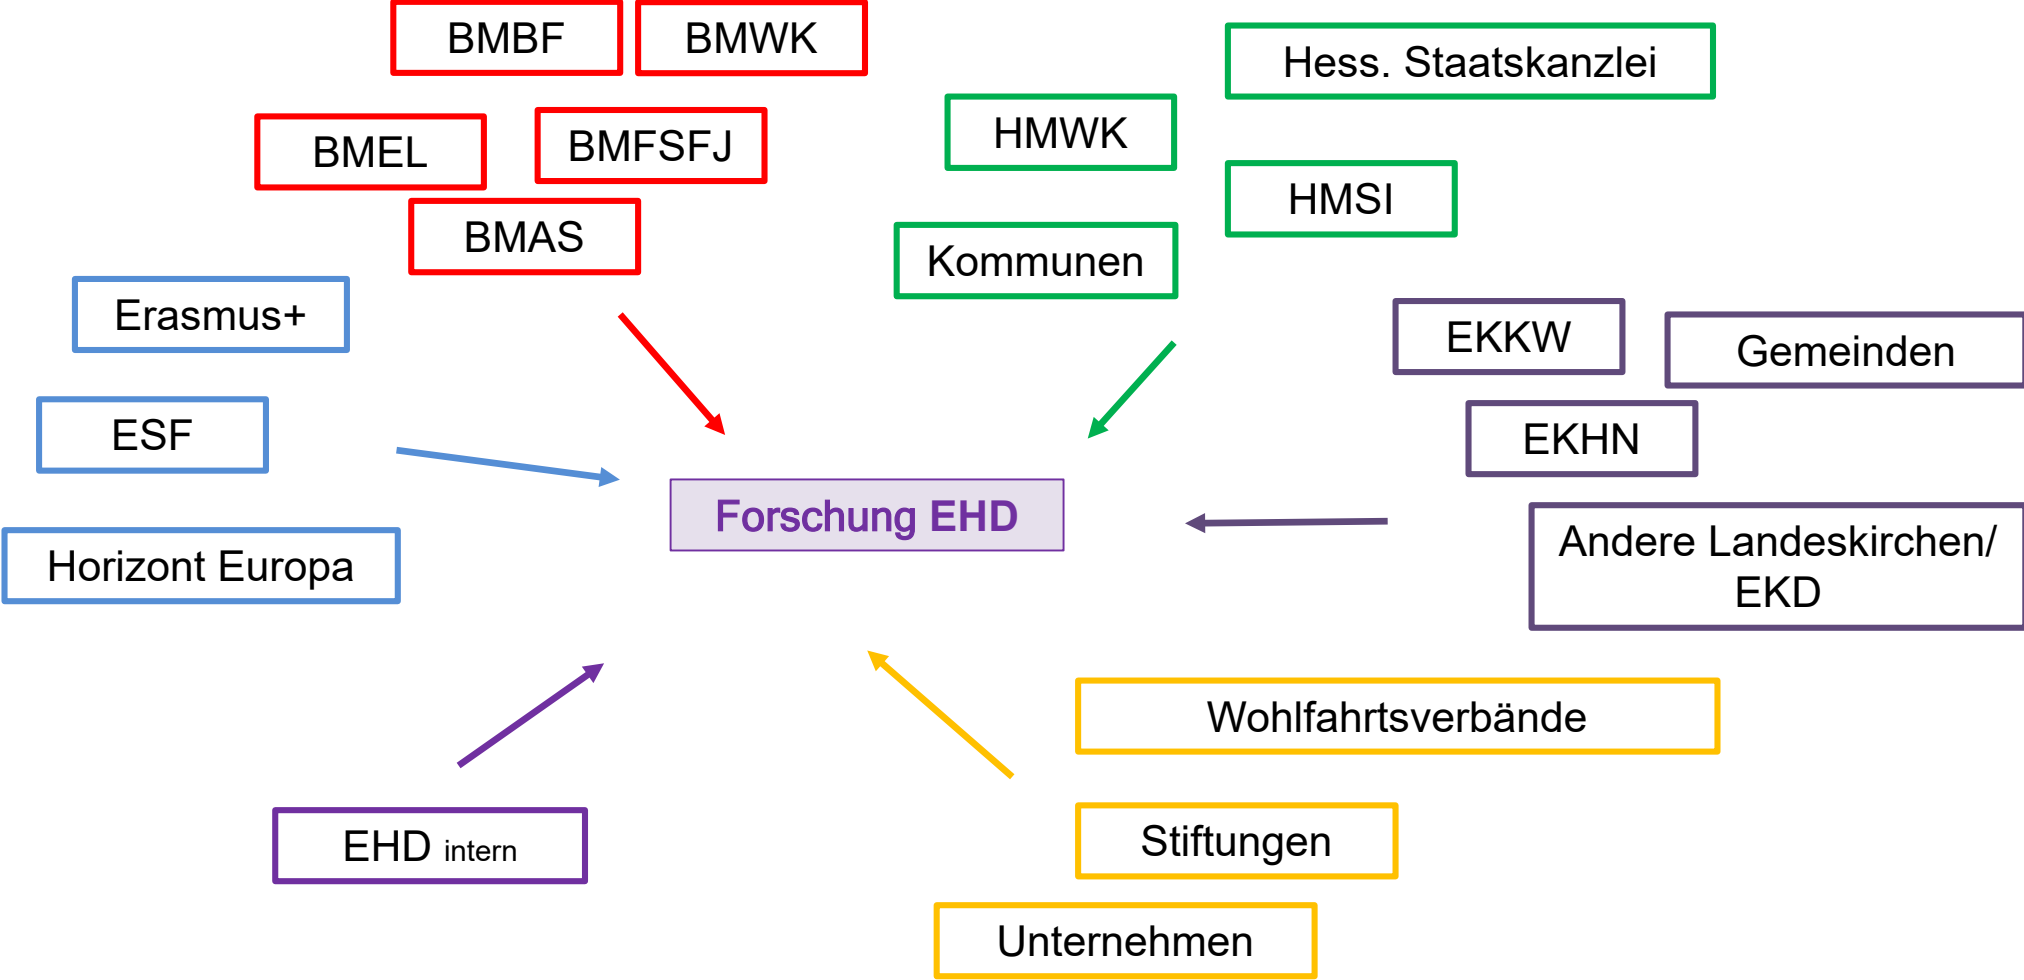 BMBF
BMWK
Hess. Staatskanzlei
BMEL
BMFSFJ
HMWK
HMSI
BMAS
Kommunen
Erasmus+
EKKW
Gemeinden
ESF
EKHN
Forschung EHD
Horizont Europa
Andere Landeskirchen/
EKD
Wohlfahrtsverbände
EHD intern
Stiftungen
Unternehmen